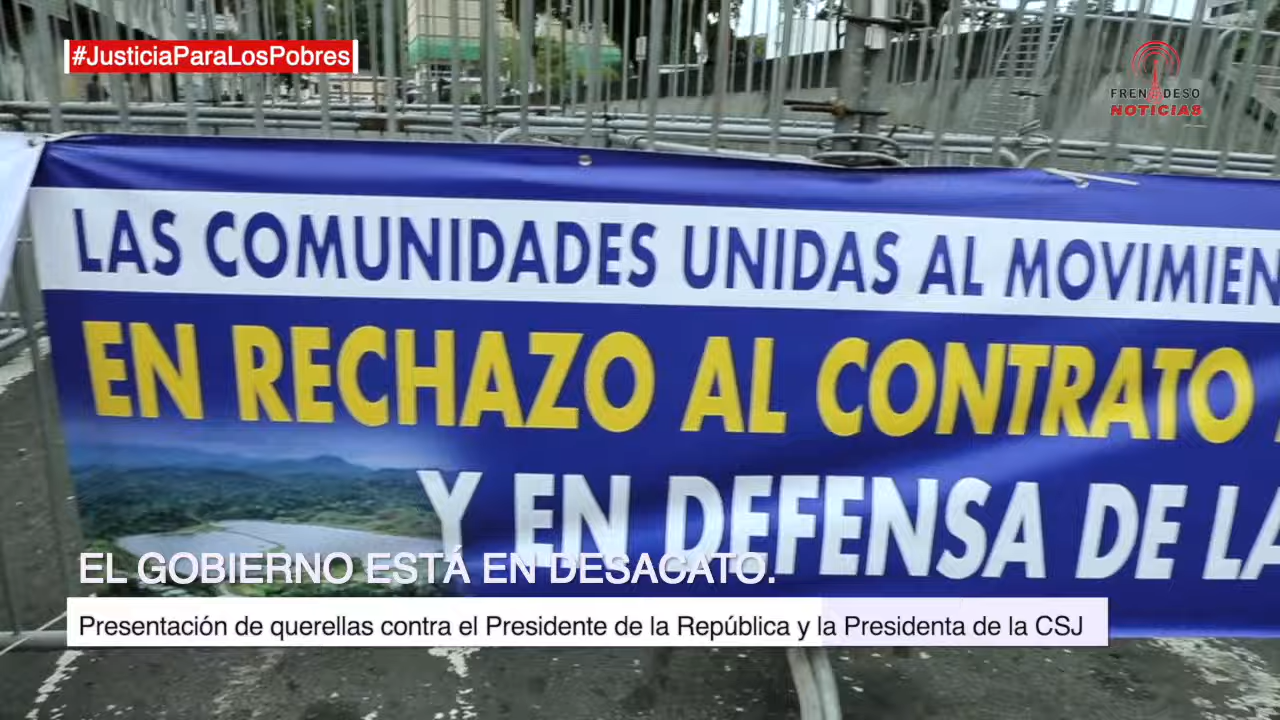 #JusticiaParaLosPobres
FRENADESO
NOTICIAS
LAS COMUNIDADES UNIDAS AL
EN RECHAZO AL CONTRATO
Y EN DEFENSA DE LA
EL GOBIERNO ESTÁ EN DESACATO.
Presentación de querellas contra el Presidente de la República y la Presidenta de la CSJ